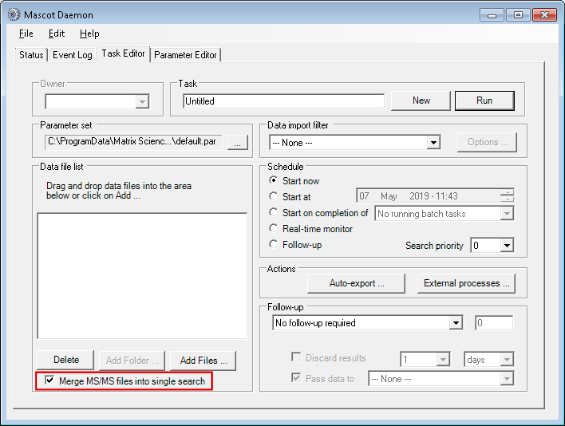 Mascot Daemon
File Edit Help
Status Event Log Task Editor Parameter Editor
Owner
Task
Untitled
New
Run
Parameter set
C:\ProgramData\Matrix Scienc...\default.par
...
Data import filter
--- None ---
Options ...
Data file list
Drag and drop data files into the area
below or click on Add ...
Delete
Add Folder ...
Add Files ...
Merge MS/MS files into single search
Schedule
Start now
Start at
07 May 2019 - 11:43
Start on completion of
No running batch tasks
Real-time monitor
Follow-up
Search priority
0
Actions
Auto-export ...
External processes ...
Follow-up
No follow-up required
0
Discard results
1
days
Pass data to
--- None ---